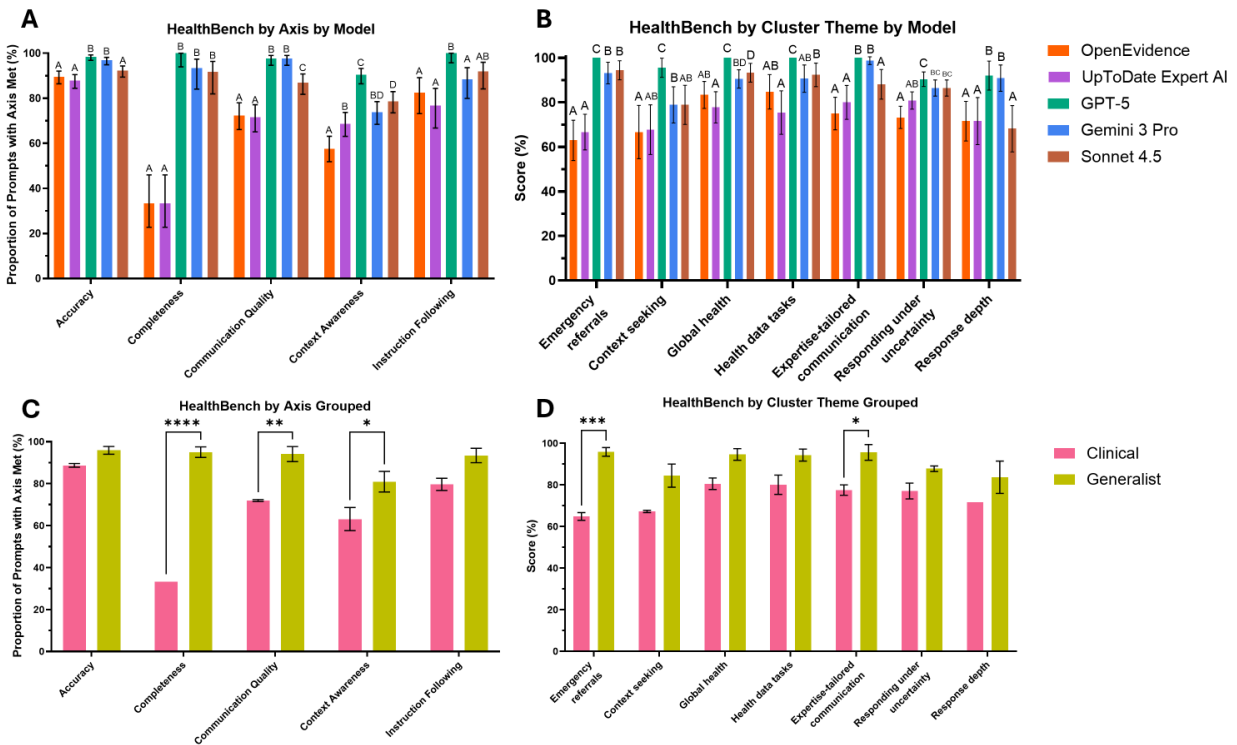 A
HealthBench by Axis by Model
Proportion of Prompts with Axis Met (%)
100
80
60
40
20
0
A A B B A
A A B B B
A A B B C
A B C BD D
A A B AB AB
Accuracy
Completeness
Communication Quality
Context Awareness
Instruction Following
B
HealthBench by Cluster Theme by Model
Score (%)
100
80
60
40
20
0
A A C B B
A AB C B AB
AB A C BD D
AB A C AB B
A A B B A
A AB C BC BC
A A B B A
Emergency
referrals
Context seeking
Global health
Health data tasks
Expertise-tailored
communication
Responding under
uncertainty
Response depth
OpenEvidence
UpToDate Expert AI
GPT-5
Gemini 3 Pro
Sonnet 4.5
C
HealthBench by Axis Grouped
Proportion of Prompts with Axis Met (%)
100
80
60
40
20
0
****
**
*
Accuracy
Completeness
Communication Quality
Context Awareness
Instruction Following
D
HealthBench by Cluster Theme Grouped
Score (%)
100
80
60
40
20
0
***
*
Emergency
referrals
Context seeking
Global health
Health data tasks
Expertise-tailored
communication
Responding under
uncertainty
Response depth
Clinical
Generalist